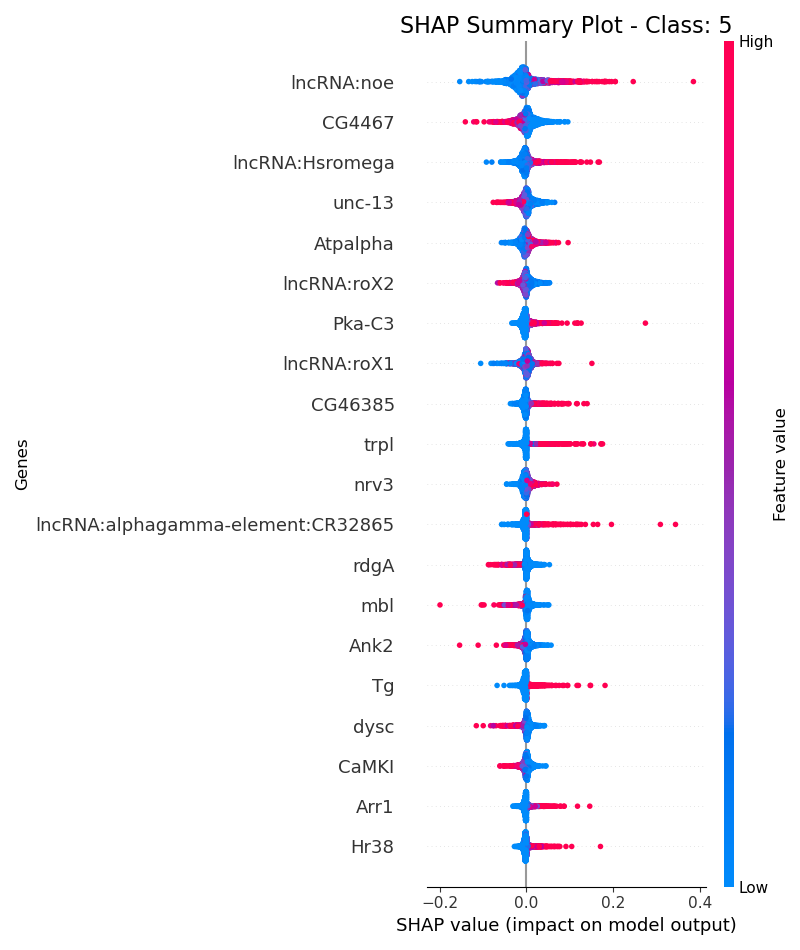 SHAP Summary Plot - Class: 5
High
lncRNA:noe
CG4467
lncRNA:Hsromega
unc-13
Atpalpha
lncRNA:roX2
Pka-C3
lncRNA:roX1
CG46385
trpl
nrv3
lncRNA:alphagamma-element:CR32865
rdgA
mbl
Ank2
Tg
dysc
CaMKI
Arr1
Hr38
Genes
Feature value
Low
−0.2 0.0 0.2 0.4
SHAP value (impact on model output)